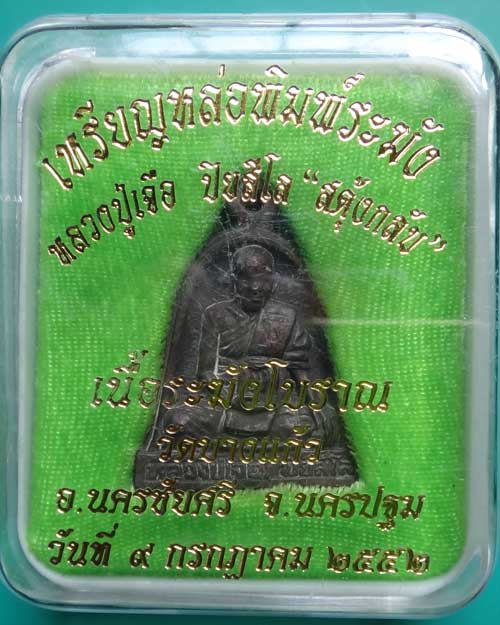 เหรียญหล่อพิมพ์ระฆัง
หลวงปู่เจือ ปิยสีโล “สดุ้งกลับ”
เนื้อระฆังโบราณ
วัดบางแก้ว
อ.นครชัยศรี จ.นครปฐม
วันที่ ๙ กรกฎาคม ๒๕๕๒